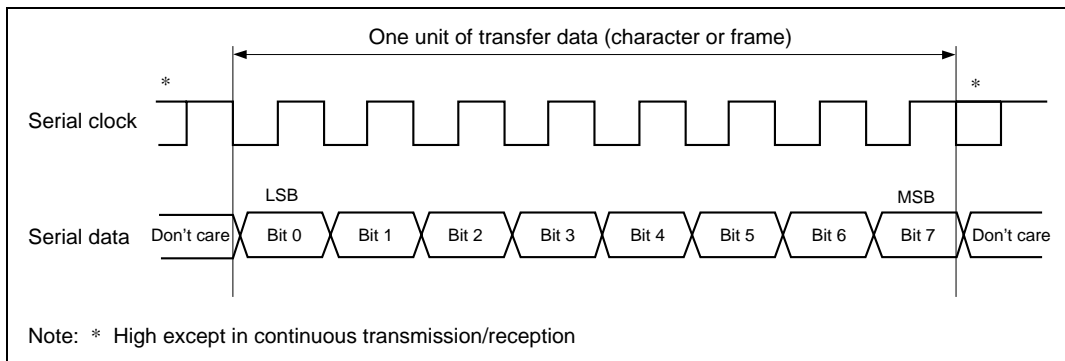 One unit of transfer data (character or frame)
* *
Serial clock
LSB MSB
Serial data Don't care Bit 0 Bit 1 Bit 2 Bit 3 Bit 4 Bit 5 Bit 6 Bit 7 Don't care
Note: * High except in continuous transmission/reception